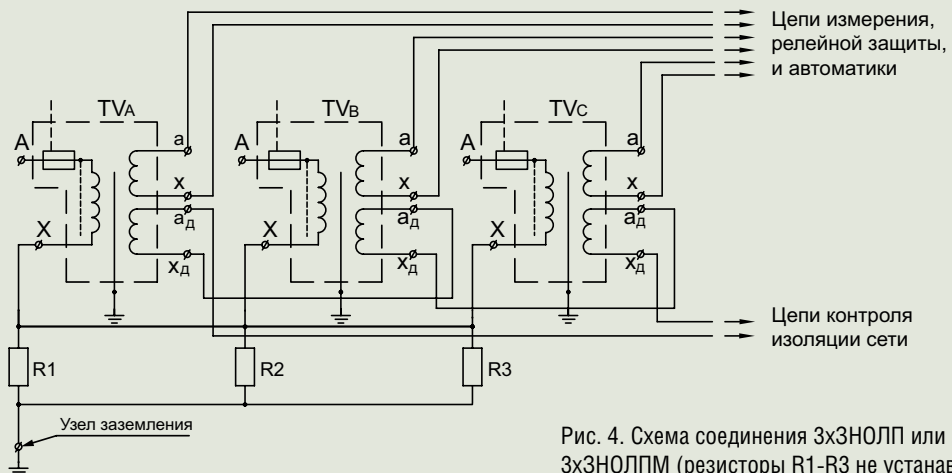 Цепи измерения,
релейной защиты,
и автоматики
TVA
TVB
TVC
A
a
A
a
A
a
X
x
X
x
X
x
aд
aд
aд
xд
xд
xд
Цепи контроля
изоляции сети
R1
R2
R3
Узел заземления
Рис. 4. Схема соединения 3хЗНОЛП или
3хЗНОЛПМ (резисторы R1-R3 не устанав